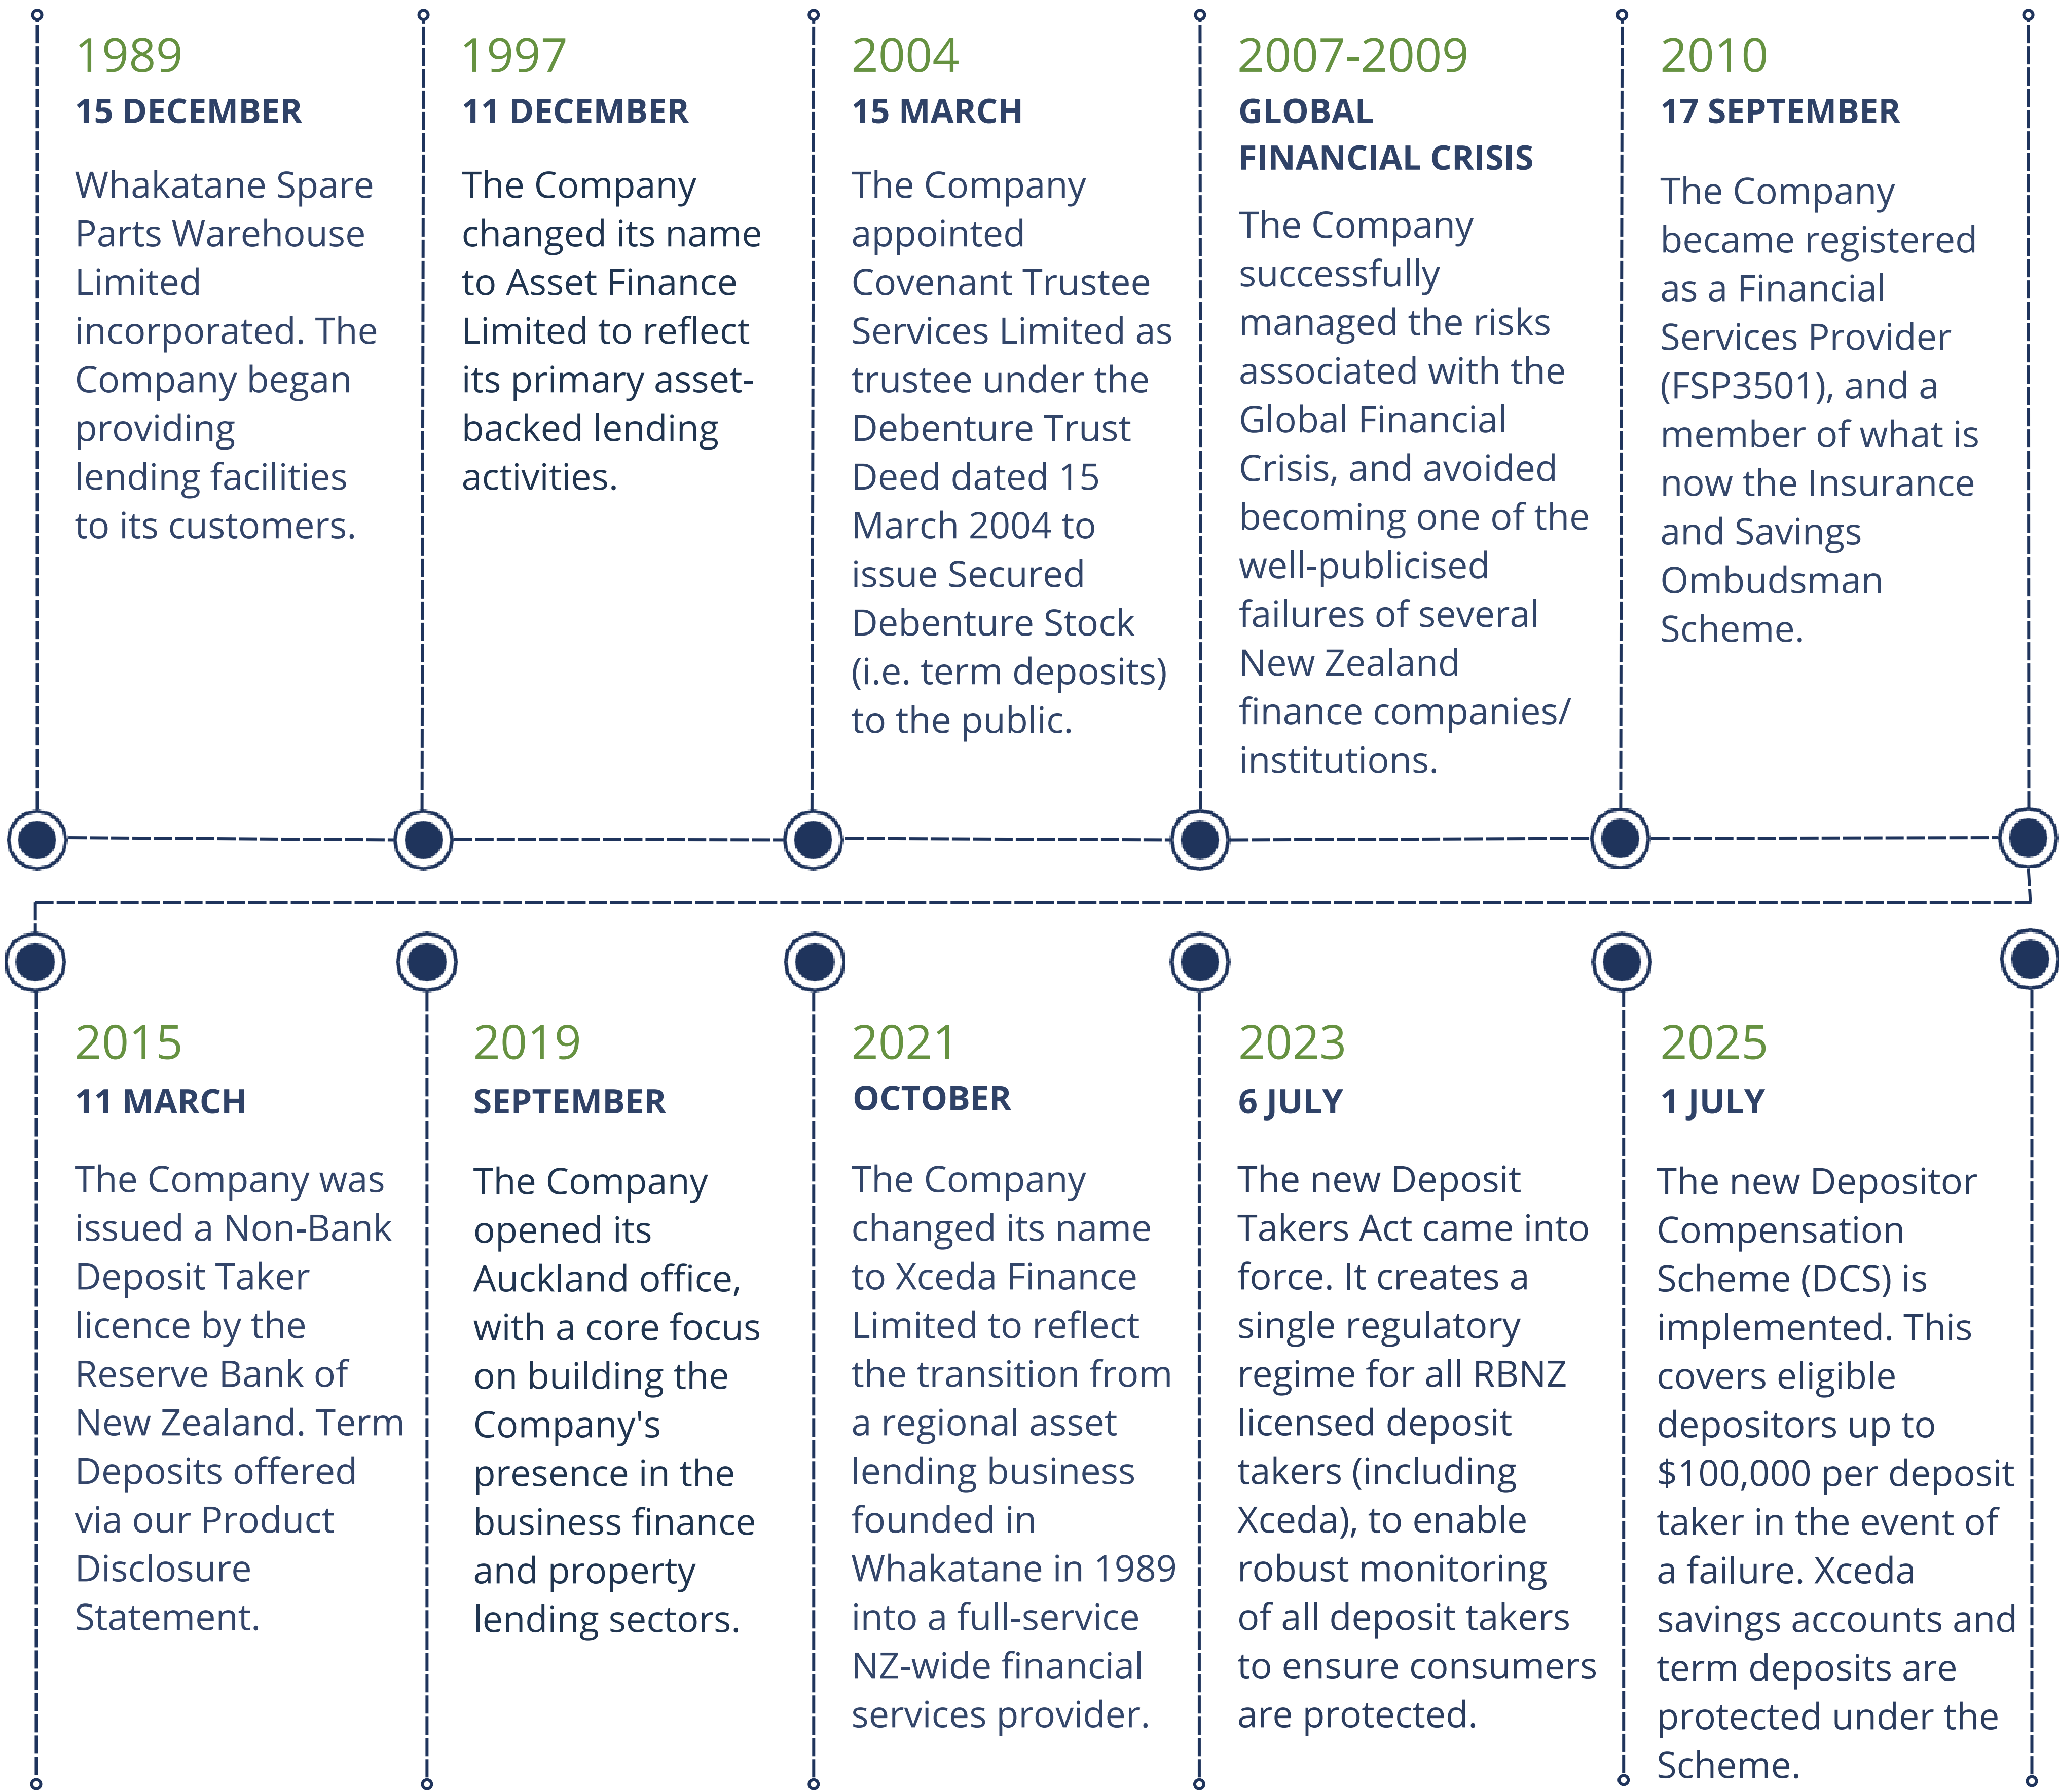 1989
15 DECEMBER
Whakatane Spare
Parts Warehouse
Limited
incorporated. The
Company began
providing
lending facilities
to its customers.
1997
11 DECEMBER
The Company
changed its name
to Asset Finance
Limited to reflect
its primary asset-
backed lending
activities.
2004
15 MARCH
The Company
appointed
Covenant Trustee
Services Limited as
trustee under the
Debenture Trust
Deed dated 15
March 2004 to
issue Secured
Debenture Stock
(i.e. term deposits)
to the public.
2007-2009
GLOBAL
FINANCIAL CRISIS
The Company
successfully
managed the risks
associated with the
Global Financial
Crisis, and avoided
becoming one of the
well-publicised
failures of several
New Zealand
finance companies/
institutions.
2010
17 SEPTEMBER
The Company
became registered
as a Financial
Services Provider
(FSP3501), and a
member of what is
now the Insurance
and Savings
Ombudsman
Scheme.
2015
11 MARCH
The Company was
issued a Non-Bank
Deposit Taker
licence by the
Reserve Bank of
New Zealand. Term
Deposits offered
via our Product
Disclosure
Statement.
2019
SEPTEMBER
The Company
opened its
Auckland office,
with a core focus
on building the
Company's
presence in the
business finance
and property
lending sectors.
2021
OCTOBER
The Company
changed its name
to Xceda Finance
Limited to reflect
the transition from
a regional asset
lending business
founded in
Whakatane in 1989
into a full-service
NZ-wide financial
services provider.
2023
6 JULY
The new Deposit
Takers Act came into
force. It creates a
single regulatory
regime for all RBNZ
licensed deposit
takers (including
Xceda), to enable
robust monitoring
of all deposit takers
to ensure consumers
are protected.
2025
1 JULY
The new Depositor
Compensation
Scheme (DCS) is
implemented. This
covers eligible
depositors up to
$100,000 per deposit
taker in the event of
a failure. Xceda
savings accounts and
term deposits are
protected under the
Scheme.